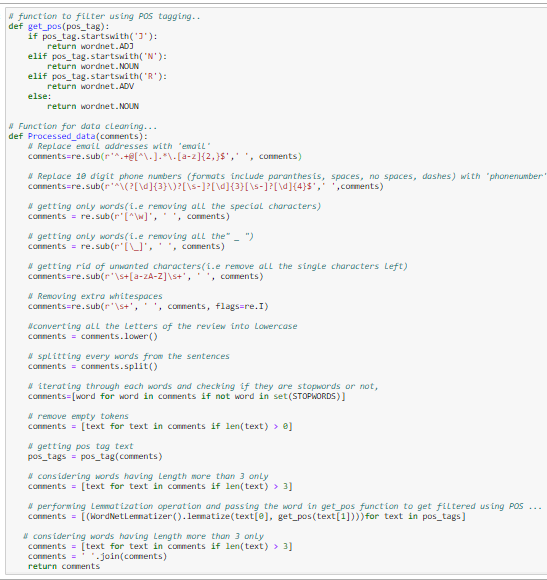 # function to filter using POS tagging..
def get_pos(pos_tag):
    if pos_tag.startswith('J'):
        return wordnet.ADJ
    elif pos_tag.startswith('N'):
        return wordnet.NOUN
    elif pos_tag.startswith('R'):
        return wordnet.ADV
    else:
        return wordnet.NOUN
# Function for data cleaning...
def Processed_data(comments):
    # Replace email addresses with 'email'
    comments=re.sub(r'^.+@[^\.].*\.[a-z]{2,}$',' ', comments)
    # Replace 10 digit phone numbers (formats include paranthesis, spaces, no spaces, dashes) with 'phonenumber'
    comments=re.sub(r'^\(?[\d]{3}\)?[\s-]?[\d]{3}[\s-]?[\d]{4}$',' ',comments)
    # getting only words(i.e removing all the special characters)
    comments = re.sub(r'[^\w]', ' ', comments)
    # getting only words(i.e removing all the" _ ")
    comments = re.sub(r'[\_]', ' ', comments)
    # getting rid of unwanted characters(i.e remove all the single characters left)
    comments=re.sub(r'\s+[a-zA-Z]\s+', ' ', comments)
    # Removing extra whitespaces
    comments=re.sub(r'\s+', ' ', comments, flags=re.I)
    #converting all the letters of the review into lowercase
    comments = comments.lower()
    # splitting every words from the sentences
    comments = comments.split()
    # iterating through each words and checking if they are stopwords or not,
    comments=[word for word in comments if not word in set(STOPWORDS)]
    # remove empty tokens
    comments = [text for text in comments if len(text) > 0]
    # getting pos tag text
    pos_tags = pos_tag(comments)
    # considering words having length more than 3 only
    comments = [text for text in comments if len(text) > 3]
    # performing Lemmatization operation and passing the word in get_pos function to get filtered using POS ...
    comments = [(WordNetLemmatizer().lemmatize(text[0], get_pos(text[1])))for text in pos_tags]
   # considering words having length more than 3 only
    comments = [text for text in comments if len(text) > 3]
    comments = ' '.join(comments)
    return comments